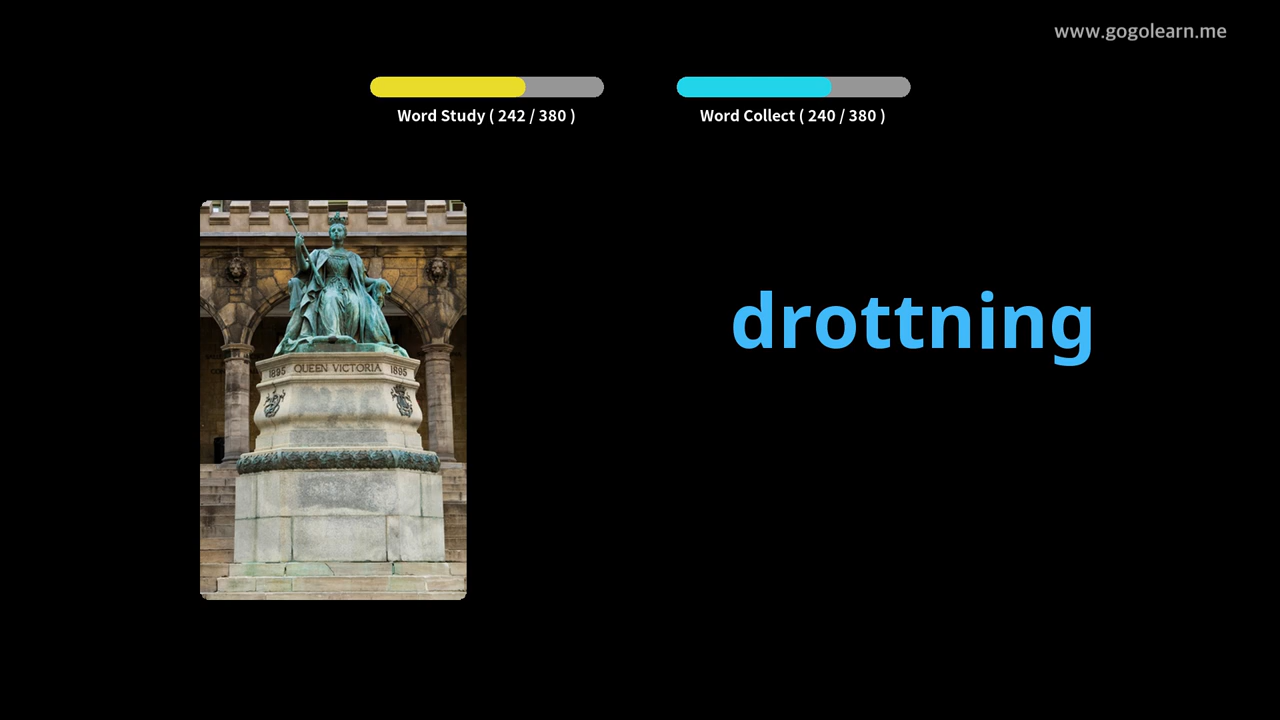 www.gogolearn.me
Word Study ( 242 / 380 )
Word Collect ( 240 / 380 )
drottning
1895 QUEEN VICTORIA 1895